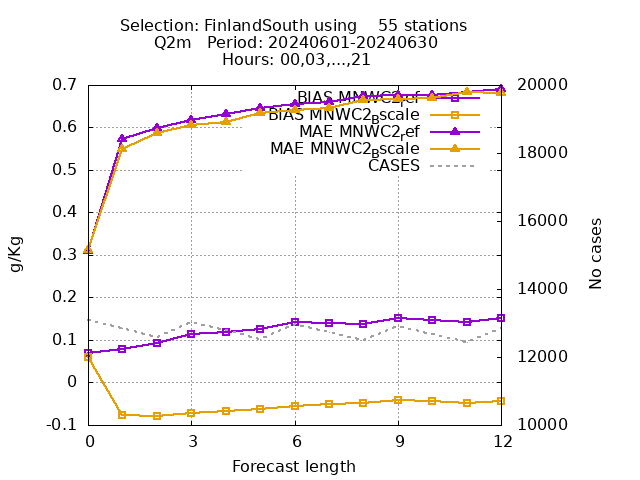 Selection: FinlandSouth using 55 stations
Q2m Period: 20240601-20240630
Hours: 00,03,...,21
0.7
0.6
0.5
0.4
0.3
0.2
0.1
0
-0.1
g/Kg
BIAS MNWC2_ref
BIAS MNWC2_Bscale
MAE MNWC2_ref
MAE MNWC2_Bscale
CASES
20000
18000
16000
14000
12000
10000
No cases
0 3 6 9 12
Forecast length